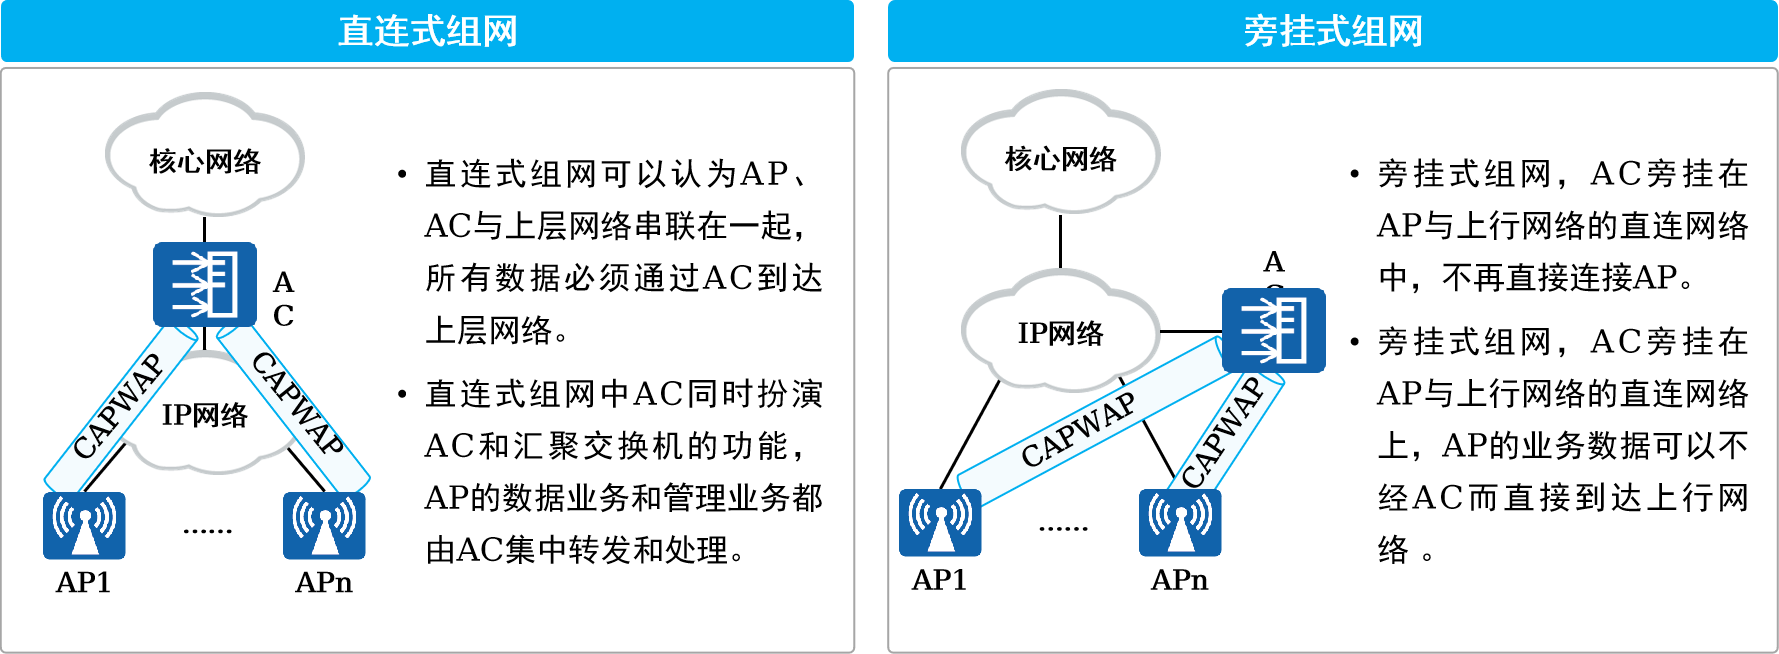 直连式组网
核心网络
A
C
CAPWAP
CAPWAP
IP网络
......
AP1
APn
• 直连式组网可以认为AP、
AC与上层网络串联在一起，
所有数据必须通过AC到达
上层网络。
• 直连式组网中AC同时扮演
AC和汇聚交换机的功能，
AP的数据业务和管理业务都
由AC集中转发和处理。
旁挂式组网
核心网络
A
IP网络
CAPWAP
CAPWAP
......
AP1
APn
• 旁挂式组网，AC旁挂在
AP与上行网络的直连网络
中，不再直接连接AP。
• 旁挂式组网，AC旁挂在
AP与上行网络的直连网络
上，AP的业务数据可以不
经AC而直接到达上行网
络 。